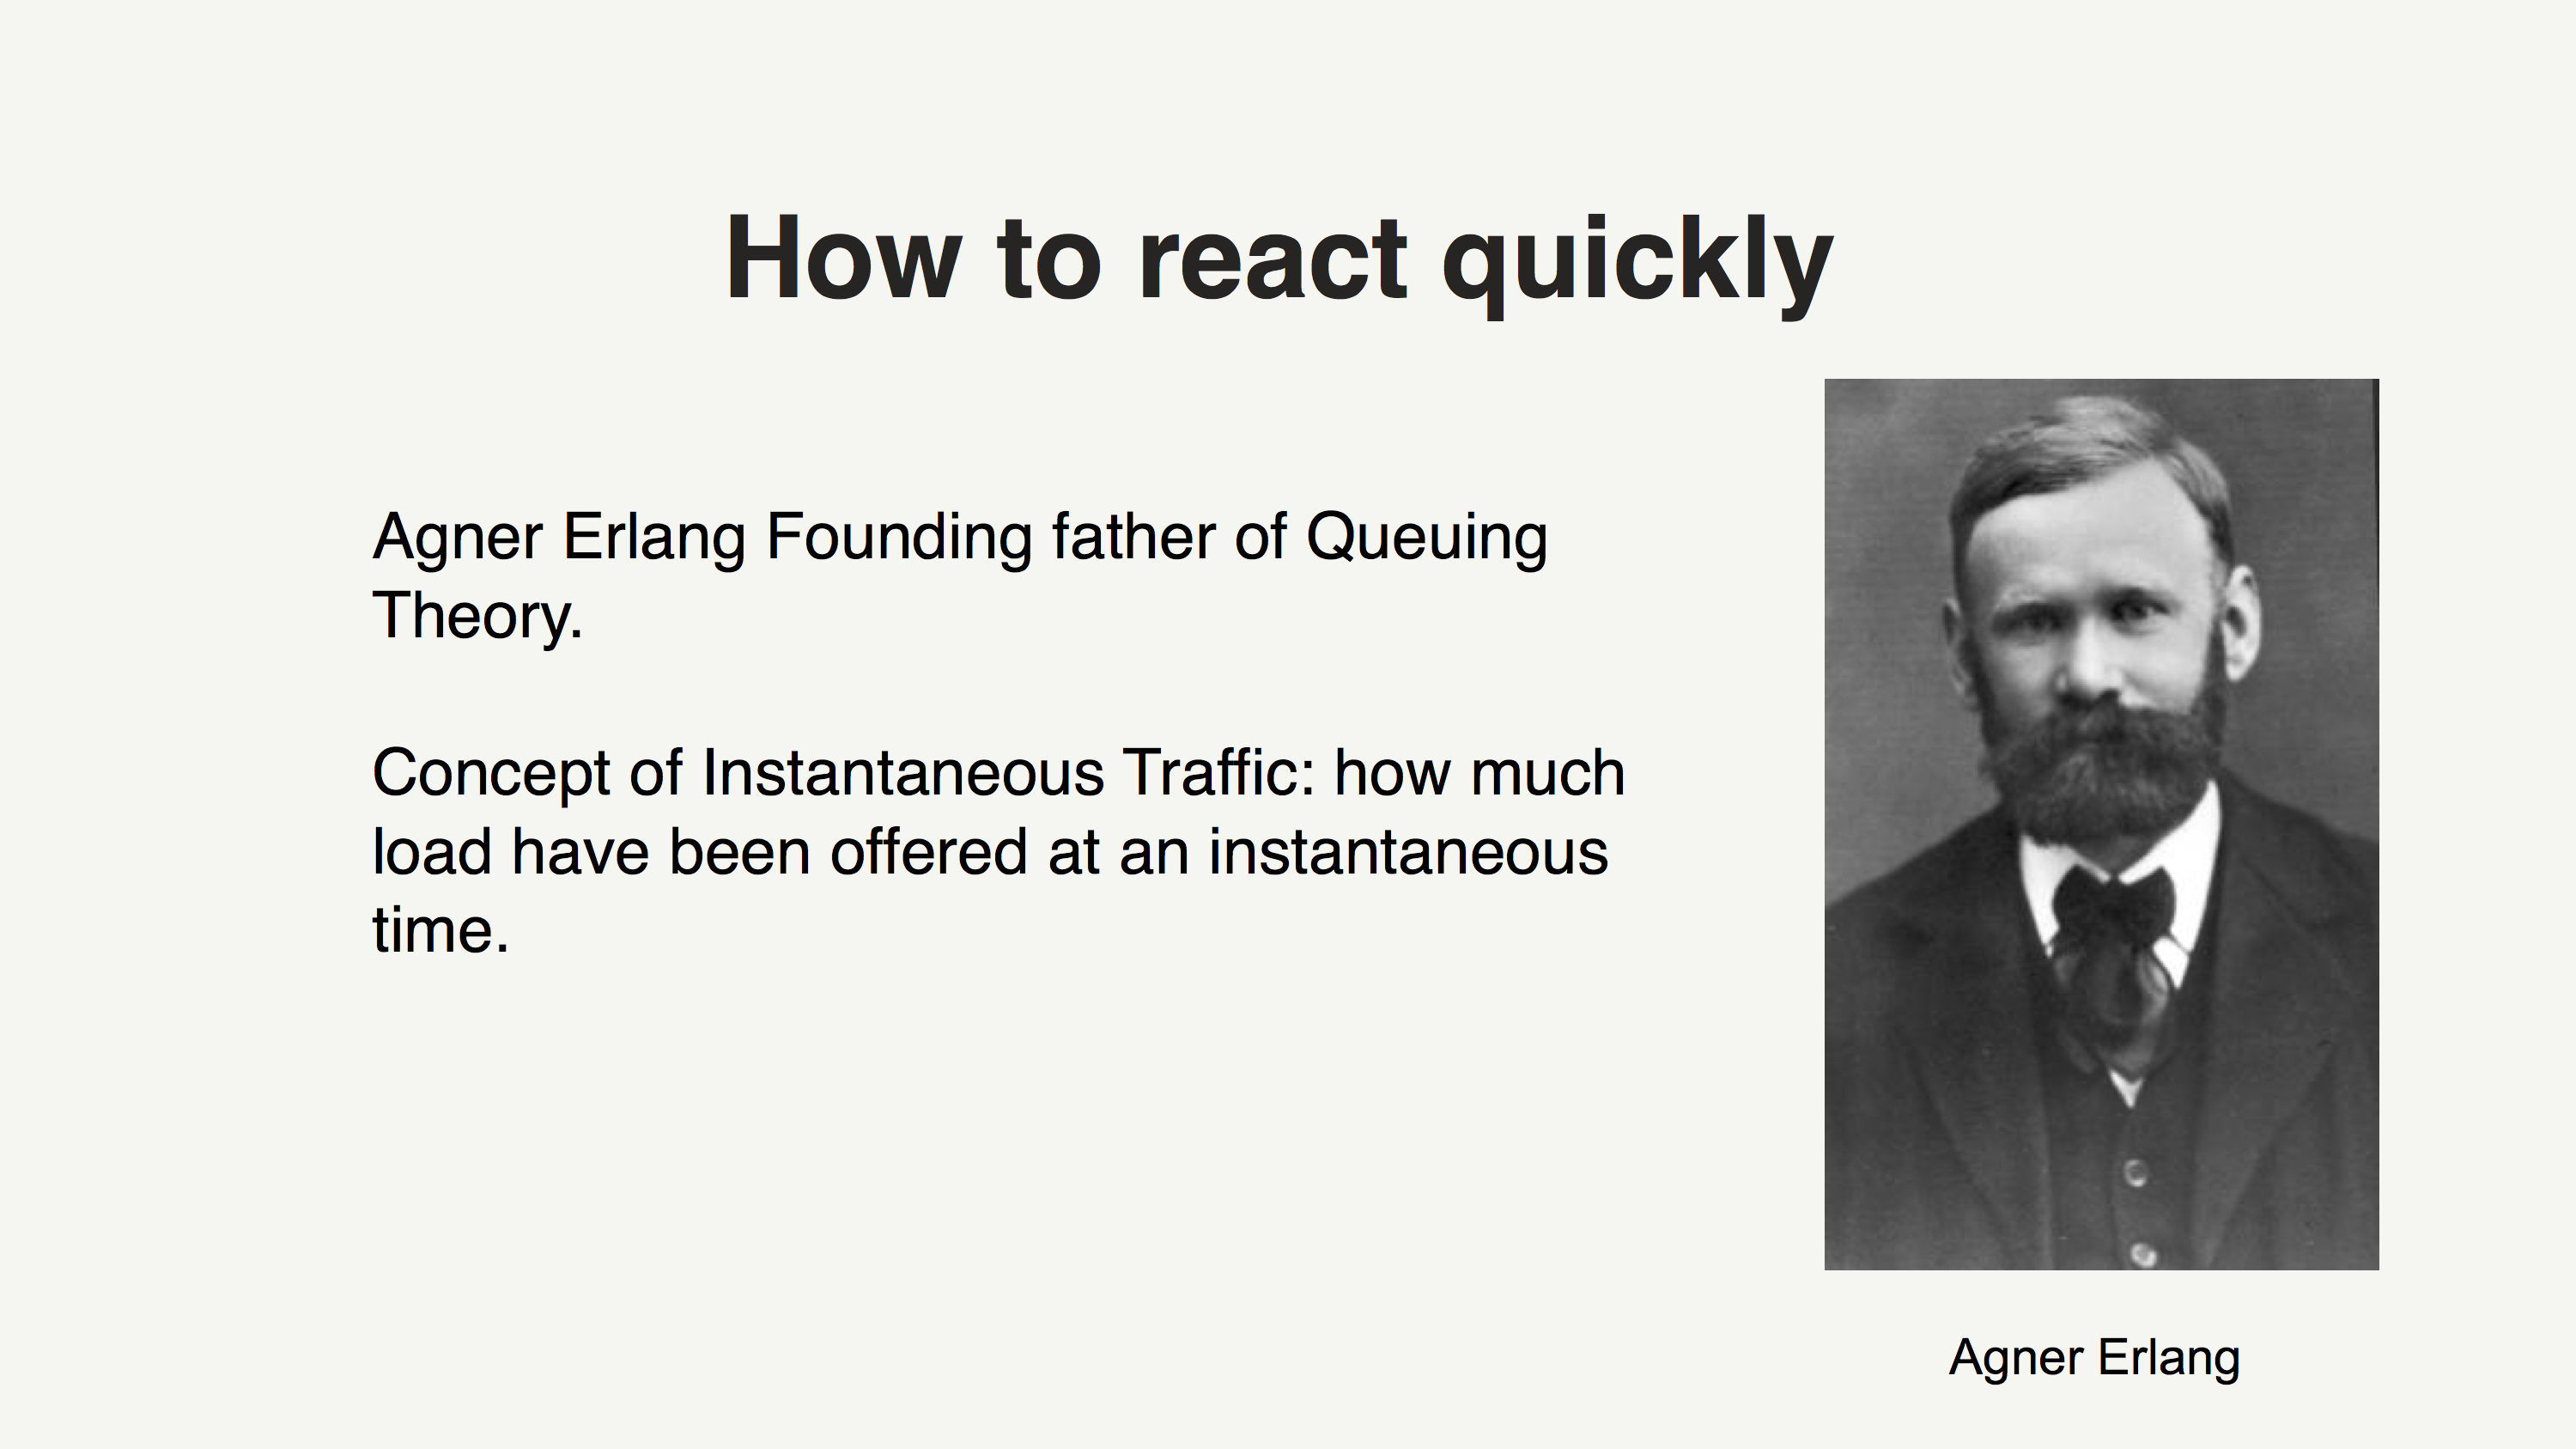 How to react quickly
Agner Erlang Founding father of Queuing
Theory.
Concept of Instantaneous Traffic: how much
load have been offered at an instantaneous
time.
Agner Erlang